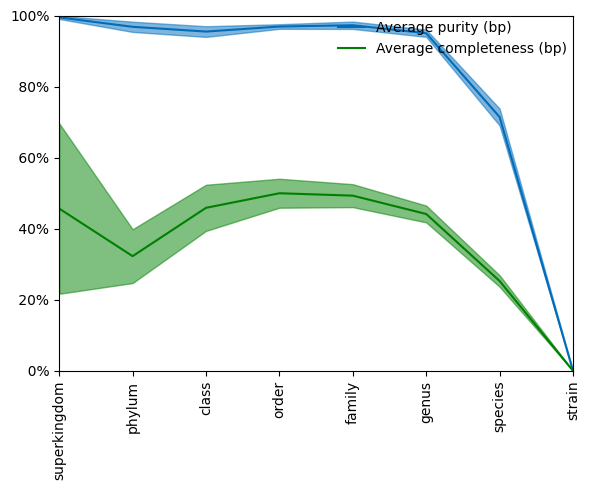 100%
80%
60%
40%
20%
0%
Average purity (bp)
Average completeness (bp)
superkingdom
phylum
class
order
family
genus
species
strain